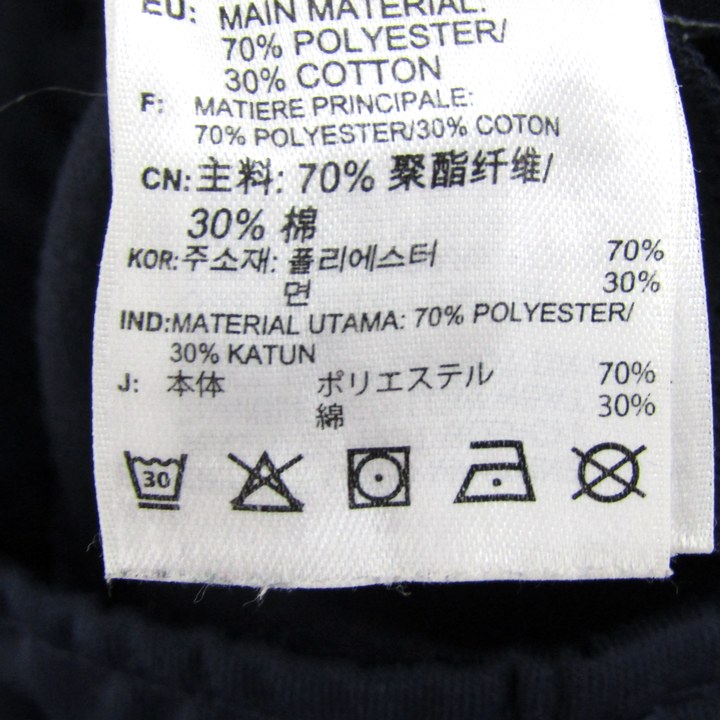 EU: MAIN MATERIAL:
70% POLYESTER/
30% COTTON
F: MATIERE PRINCIPALE:
70% POLYESTER/30% COTON
CN: 主料: 70% 聚酯纤维/
30% 棉
KOR: 주소재: 폴리에스터 70%
면 30%
IND: MATERIAL UTAMA: 70% POLYESTER/
30% KATUN
J: 本体 ポリエステル 70%
綿 30%
30